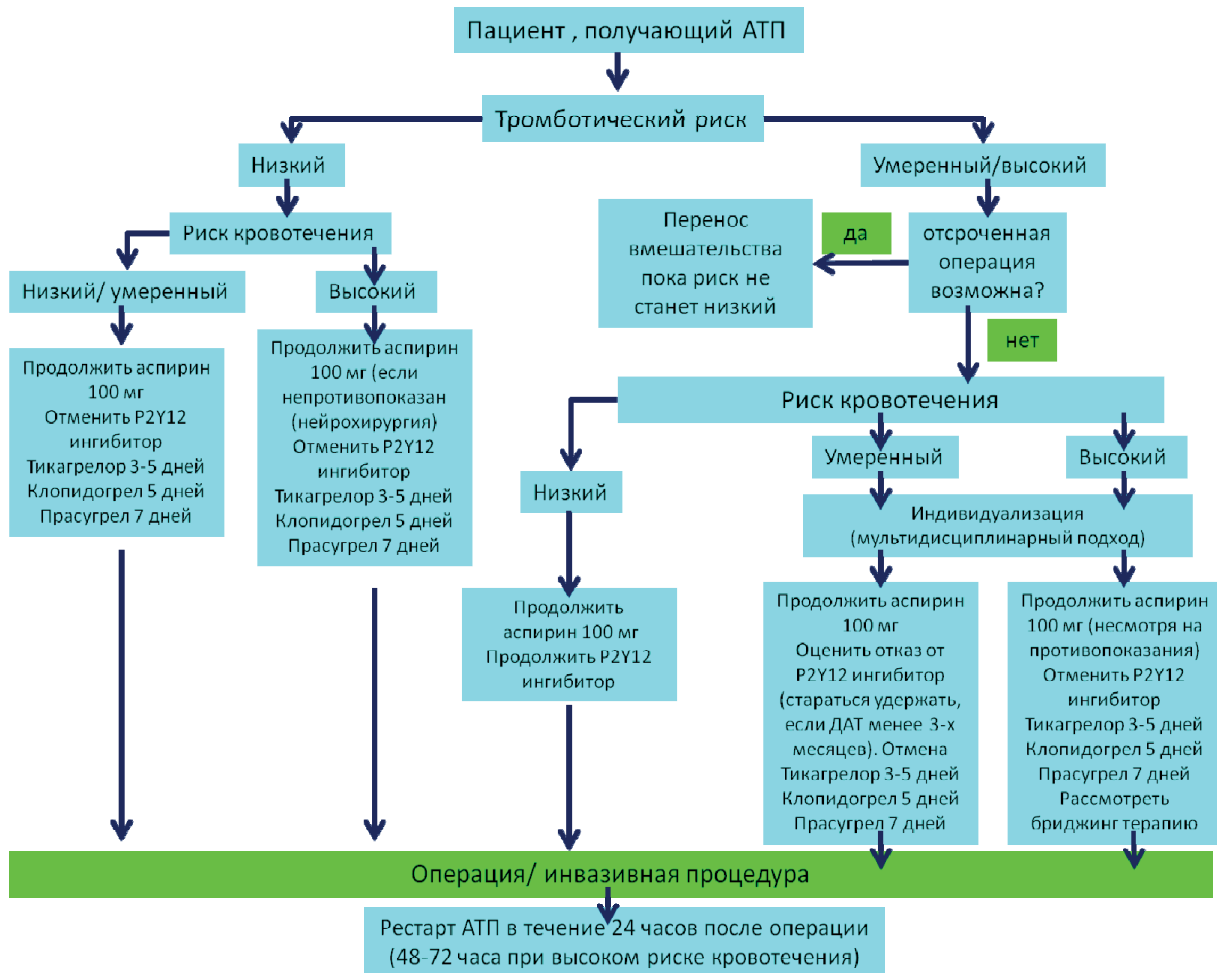 Пациент , получающий АТП
Тромботический риск
Низкий
Умеренный/высокий
Риск кровотечения
Перенос
вмешательства
пока риск не
станет низкий
да
отсроченная
операция
возможна?
Низкий/ умеренный
Высокий
нет
Продолжить аспирин
100 мг
Отменить P2Y12
ингибитор
Тикагрелор 3-5 дней
Клопидогрел 5 дней
Прасугрел 7 дней
Продолжить аспирин
100 мг (если
непротивопоказан
(нейрохирургия)
Отменить P2Y12
ингибитор
Тикагрелор 3-5 дней
Клопидогрел 5 дней
Прасугрел 7 дней
Риск кровотечения
Низкий
Умеренный
Высокий
Индивидуализация
(мультидисциплинарный подход)
Продолжить
аспирин 100 мг
Продолжить P2Y12
ингибитор
Продолжить аспирин
100 мг
Оценить отказ от
P2Y12 ингибитор
(стараться удержать,
если ДАТ менее 3-х
месяцев). Отмена
Тикагрелор 3-5 дней
Клопидогрел 5 дней
Прасугрел 7 дней
Продолжить аспирин
100 мг (несмотря на
противопоказания)
Отменить P2Y12
ингибитор
Тикагрелор 3-5 дней
Клопидогрел 5 дней
Прасугрел 7 дней
Рассмотреть
бриджинг терапию
Операция/ инвазивная процедура
Рестарт АТП в течение 24 часов после операции
(48-72 часа при высоком риске кровотечения)